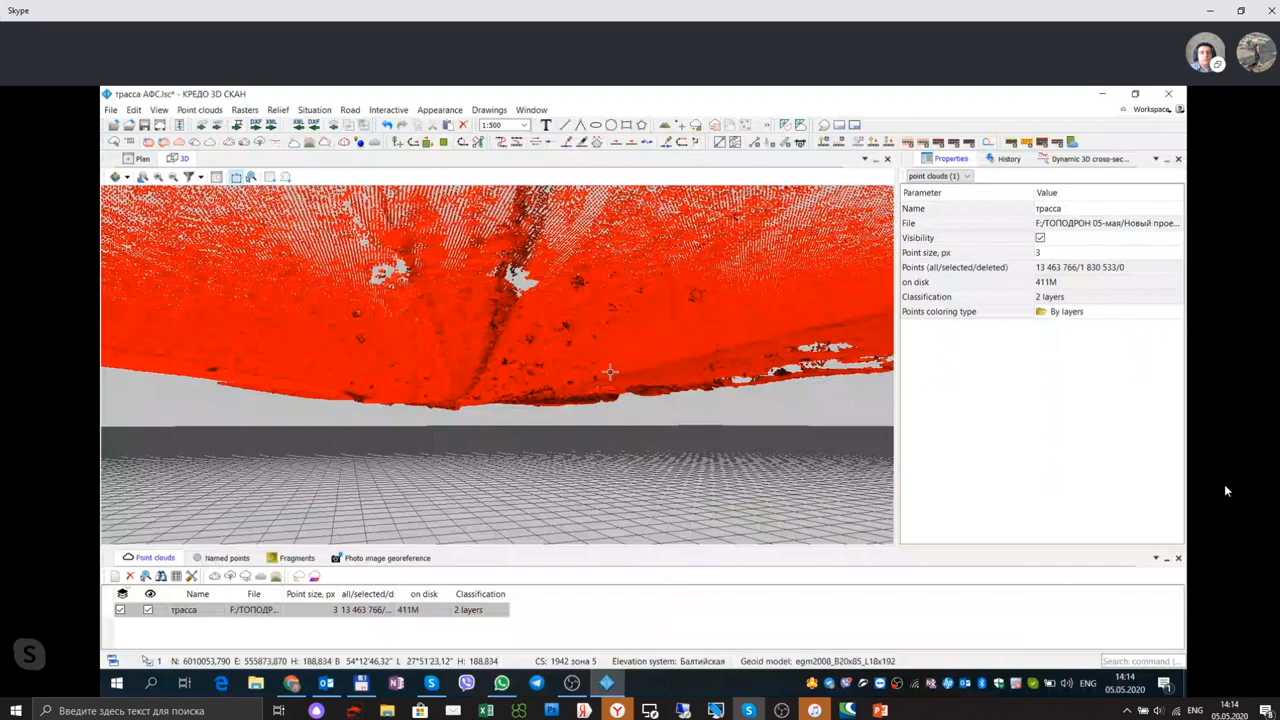 Skype
трасса АФС.lsc* - КРЕДО 3D СКАН
File Edit View Point clouds Rasters Relief Situation Road Interactive Appearance Drawings Window
Workspace...
DXF XML XML DXF 1:500 T
Plan 3D
Properties History Dynamic 3D cross-sec...
point clouds (1)
Parameter Value
Name трасса
File F:/ТОПОДРОН 05-мая/Новый прое...
Visibility
Point size, px 3
Points (all/selected/deleted) 13 463 766/1 830 533/0
on disk 411M
Classification 2 layers
Points coloring type By layers
Point clouds Named points Fragments Photo image georeference
Name File Point size, px all/selected/d on disk Classification
трасса F:/ТОПОДР... 3 13 463 766/... 411M 2 layers
1 N: 6010053,790 E: 555873,870 H: 188,834 B 54°12'46,32" L 27°51'23,12" H: 188,834 CS: 1942 зона 5 Elevation system: Балтийская Geoid model: egm2008_B20x85_L18x192 Search: command (...
ENG 14:14
05.05.2020
Введите здесь текст для поиска
ENG 14:14
05.05.2020